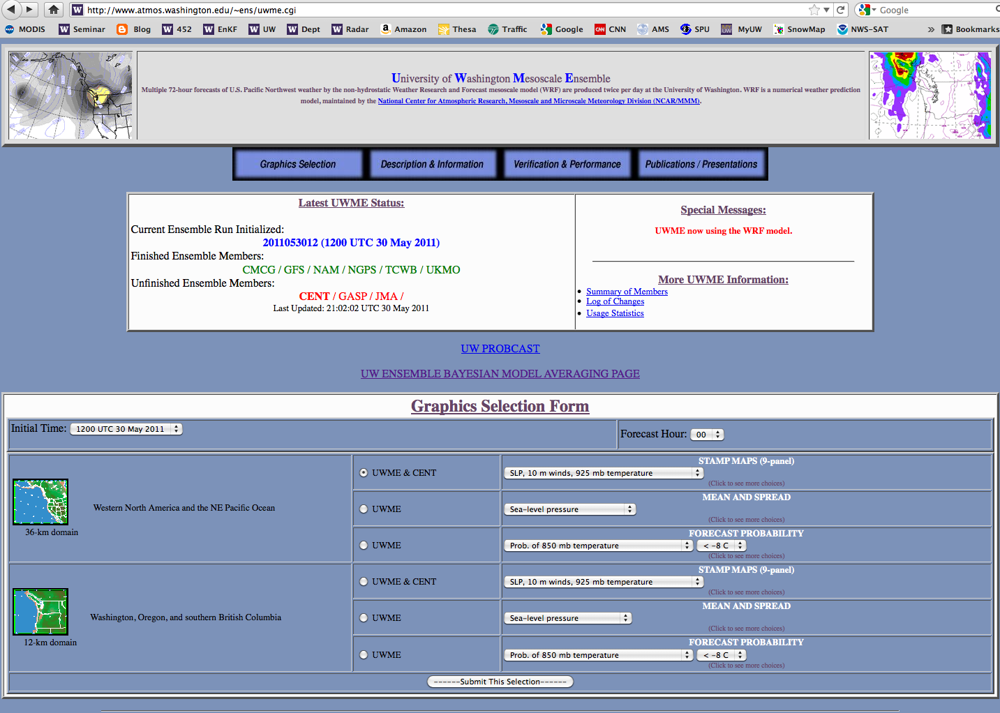 http://www.atmos.washington.edu/~ens/uwme.cgi
Google
MODIS Seminar Blog 452 EnKF UW Dept Radar Amazon Thesa Traffic Google CNN AMS SPU MyUW SnowMap NWS-SAT » Bookmarks
University of Washington Mesoscale Ensemble
Multiple 72-hour forecasts of U.S. Pacific Northwest weather by the non-hydrostatic Weather Research and Forecast mesoscale model (WRF) are produced twice per day at the University of Washington. WRF is a numerical weather prediction
model, maintained by the National Center for Atmospheric Research, Mesoscale and Microscale Meteorology Division (NCAR/MMM).
Graphics Selection Description & Information Verification & Performance Publications / Presentations
Latest UWME Status:
Current Ensemble Run Initialized:
2011053012 (1200 UTC 30 May 2011)
Finished Ensemble Members:
CMCG / GFS / NAM / NGPS / TCWB / UKMO
Unfinished Ensemble Members:
CENT / GASP / JMA /
Last Updated: 21:02:02 UTC 30 May 2011
Special Messages:
UWME now using the WRF model.
More UWME Information:
Summary of Members
Log of Changes
Usage Statistics
UW PROBCAST
UW ENSEMBLE BAYESIAN MODEL AVERAGING PAGE
Graphics Selection Form
Initial Time: 1200 UTC 30 May 2011
Forecast Hour: 00
36-km domain
Western North America and the NE Pacific Ocean
UWME & CENT
STAMP MAPS (9-panel)
SLP, 10 m winds, 925 mb temperature
(Click to see more choices)
UWME
MEAN AND SPREAD
Sea-level pressure
(Click to see more choices)
UWME
FORECAST PROBABILITY
Prob. of 850 mb temperature < -8 C
(Click to see more choices)
12-km domain
Washington, Oregon, and southern British Columbia
UWME & CENT
STAMP MAPS (9-panel)
SLP, 10 m winds, 925 mb temperature
(Click to see more choices)
UWME
MEAN AND SPREAD
Sea-level pressure
(Click to see more choices)
UWME
FORECAST PROBABILITY
Prob. of 850 mb temperature < -8 C
(Click to see more choices)
------Submit This Selection------